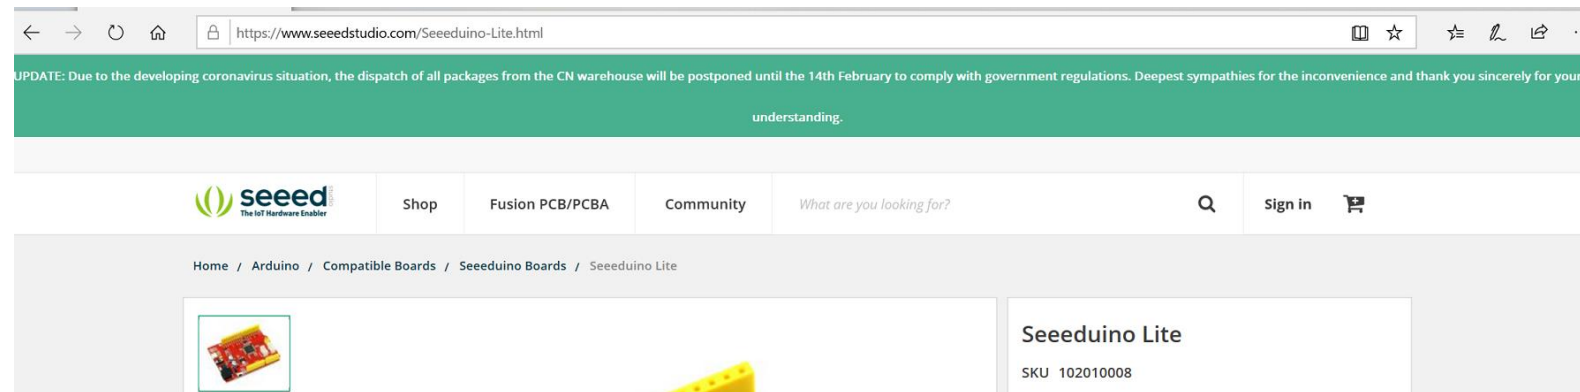 https://www.seeedstudio.com/Seeeduino-Lite.html
UPDATE: Due to the developing coronavirus situation, the dispatch of all packages from the CN warehouse will be postponed until the 14th February to comply with government regulations. Deepest sympathies for the inconvenience and thank you sincerely for your
understanding.
seeed studio
The IoT Hardware Enabler
Shop
Fusion PCB/PCBA
Community
What are you looking for?
Sign in
Home / Arduino / Compatible Boards / Seeeduino Boards / Seeeduino Lite
Seeeduino Lite
SKU 102010008